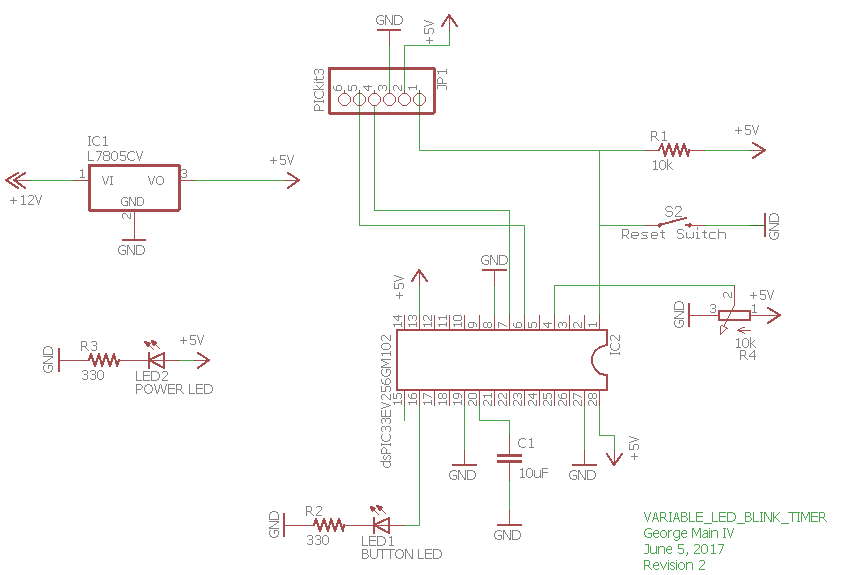 GND
+5V
PICkit3
6 5 4 3 2 1
JP1
IC1
L7805CV
1 VI VO 3
GND
2
+12V
+5V
GND
R1
10k
+5V
S2
Reset Switch
GND
GND
+5V
2
GND 3 1 +5V
10k
R4
14 13 12 11 10 9 8 7 6 5 4 3 2 1
dsPIC33EV256GM102
IC2
15 16 17 18 19 20 21 22 23 24 25 26 27 28
GND
R3
330
LED2
POWER LED
+5V
C1
10uF
GND
GND
+5V
GND
GND
R2
330
LED1
BUTTON LED
VARIABLE_LED_BLINK_TIMER
George Main IV
June 5, 2017
Revision 2